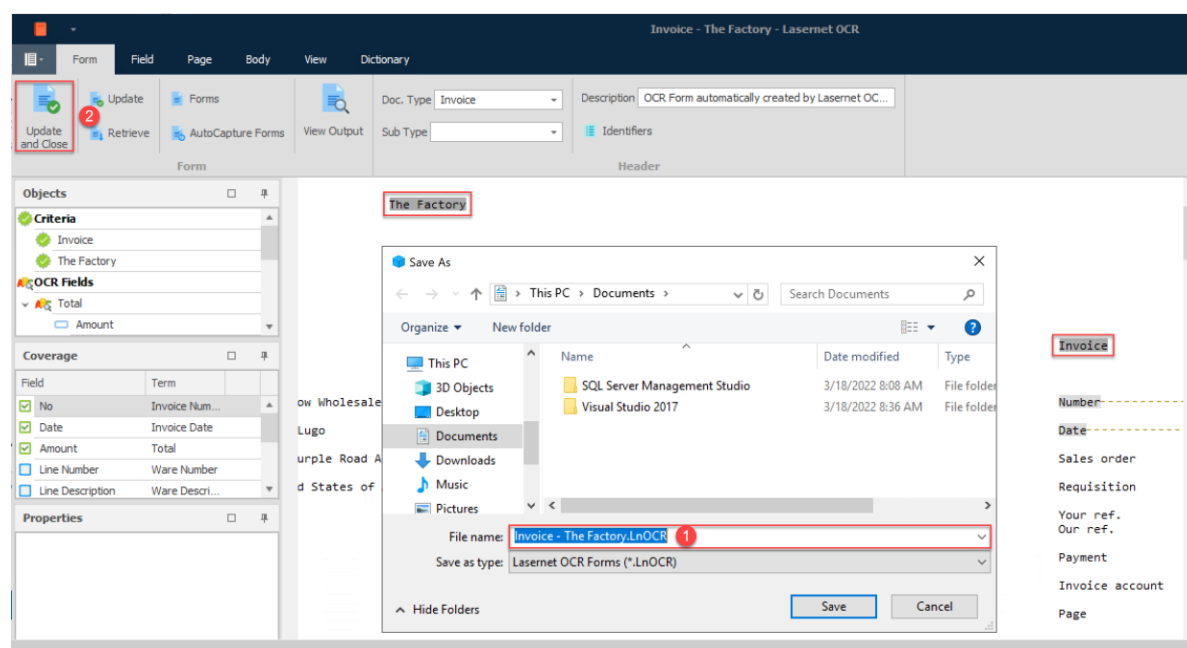 Invoice - The Factory - Lasernet OCR
Form Field Page Body View Dictionary
Update and Close
2
Update
Retrieve
Forms
AutoCapture Forms
Form
View Output
Doc. Type Invoice
Sub Type
Description OCR Form automatically created by Lasernet OC...
Identifiers
Header
Objects
Criteria
Invoice
The Factory
OCR Fields
Total
Amount
Coverage
Field Term
No Invoice Num...
Date Invoice Date
Amount Total
Line Number Ware Number
Line Description Ware Descri...
Properties
The Factory
ow Wholesale
Lugo
urple Road A
d States of
Save As
This PC > Documents >
Search Documents
Organize New folder
This PC
3D Objects
Desktop
Documents
Downloads
Music
Pictures
Name Date modified Type
SQL Server Management Studio 3/18/2022 8:08 AM File folder
Visual Studio 2017 3/18/2022 8:36 AM File folder
File name: Invoice - The Factory.LnOCR
1
Save as type: Lasernet OCR Forms (*.LnOCR)
Hide Folders
Save Cancel
Invoice
Number
Date
Sales order
Requisition
Your ref.
Our ref.
Payment
Invoice account
Page